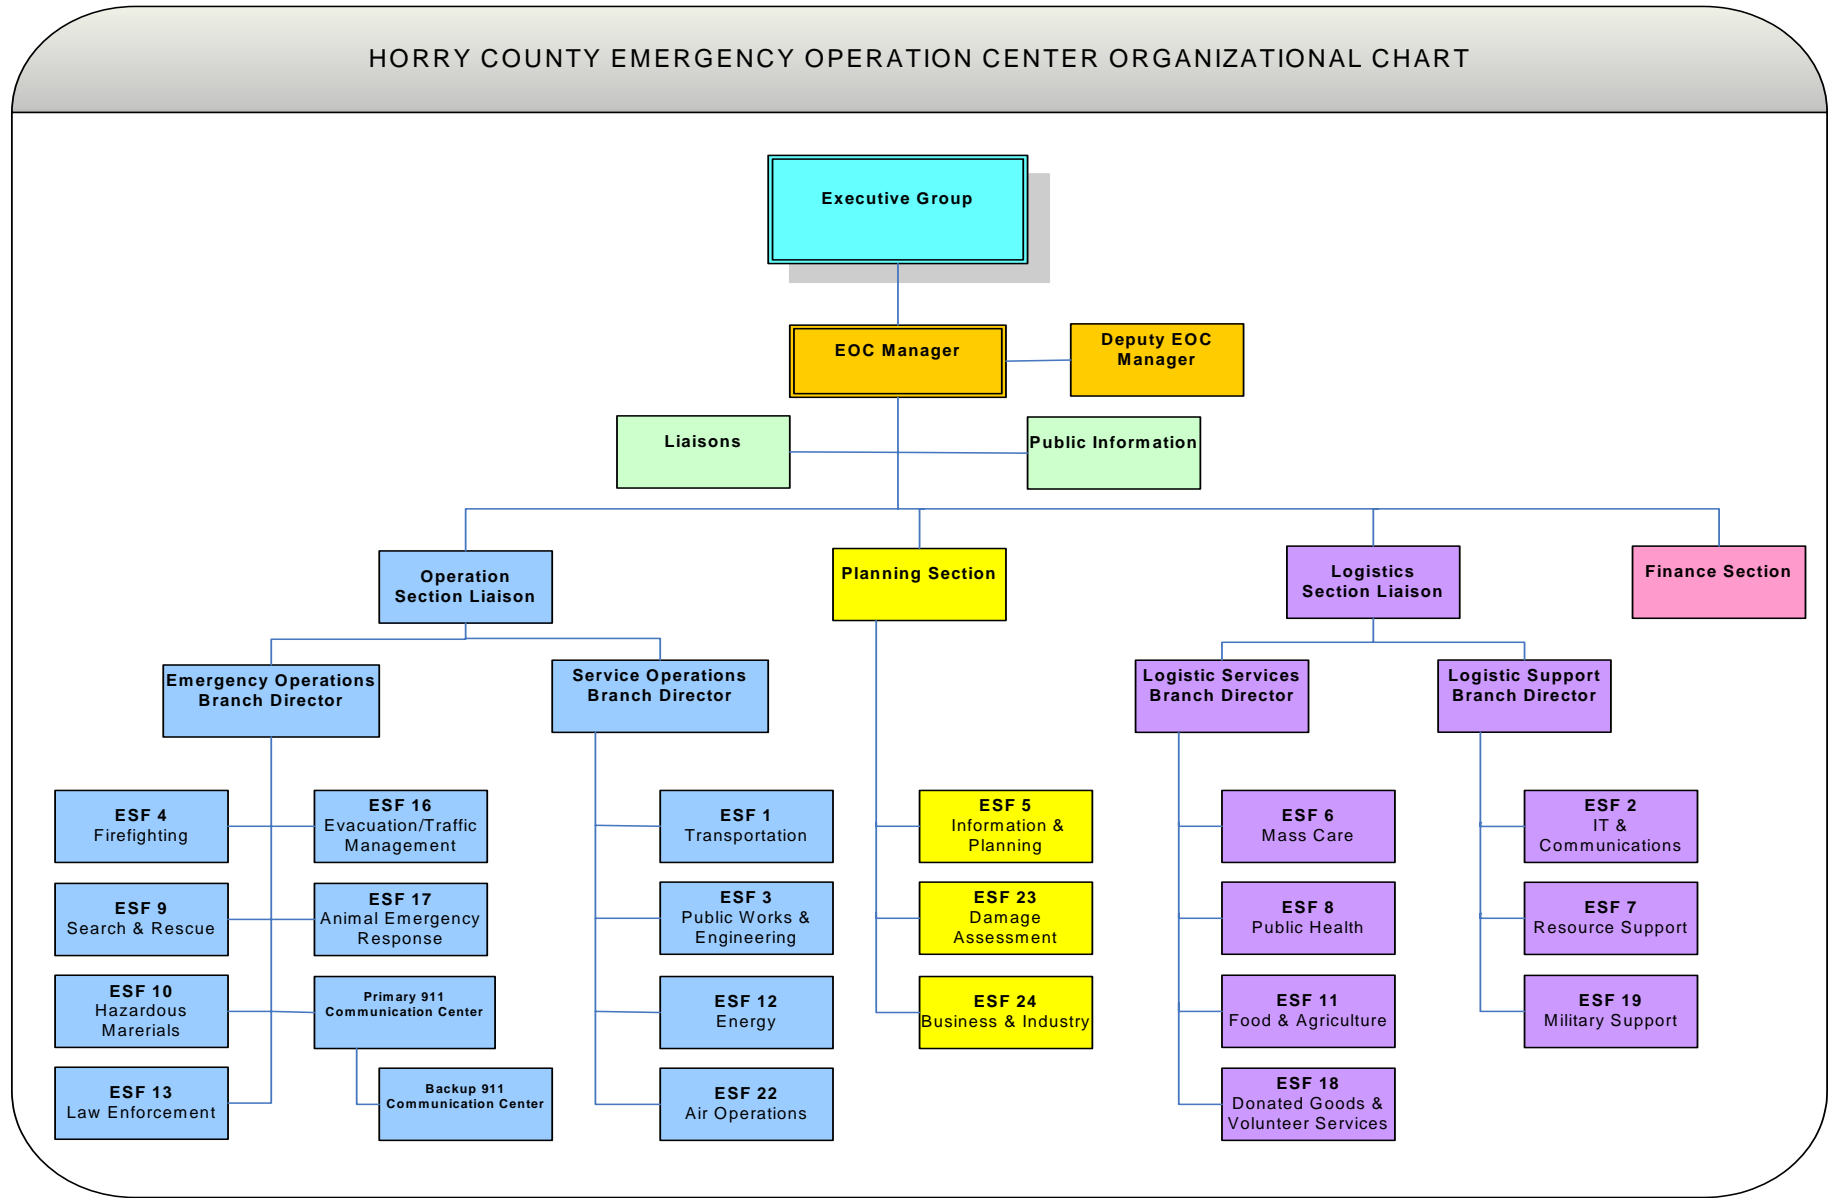 HORRY COUNTY EMERGENCY OPERATION CENTER ORGANIZATIONAL CHART
Executive Group
EOC Manager
Deputy EOC
Manager
Liaisons
Public Information
Operation
Section Liaison
Planning Section
Logistics
Section Liaison
Finance Section
Emergency Operations
Branch Director
Service Operations
Branch Director
Logistic Services
Branch Director
Logistic Support
Branch Director
ESF 4
Firefighting
ESF 16
Evacuation/Traffic
Management
ESF 1
Transportation
ESF 5
Information &
Planning
ESF 6
Mass Care
ESF 2
IT &
Communications
ESF 9
Search & Rescue
ESF 17
Animal Emergency
Response
ESF 3
Public Works &
Engineering
ESF 23
Damage
Assessment
ESF 8
Public Health
ESF 7
Resource Support
ESF 10
Hazardous
Marerials
Primary 911
Communication Center
ESF 12
Energy
ESF 24
Business & Industry
ESF 11
Food & Agriculture
ESF 19
Military Support
ESF 13
Law Enforcement
Backup 911
Communication Center
ESF 22
Air Operations
ESF 18
Donated Goods &
Volunteer Services